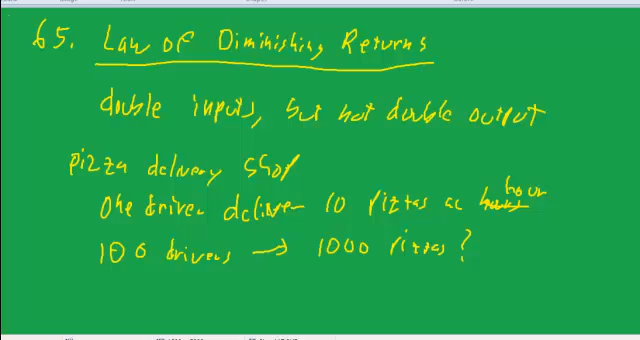 65. Law of Diminishing Returns
double inputs, but not double output
pizza delivery shop
one driver deliver 10 pizzas an hour
100 drivers → 1000 pizzas?